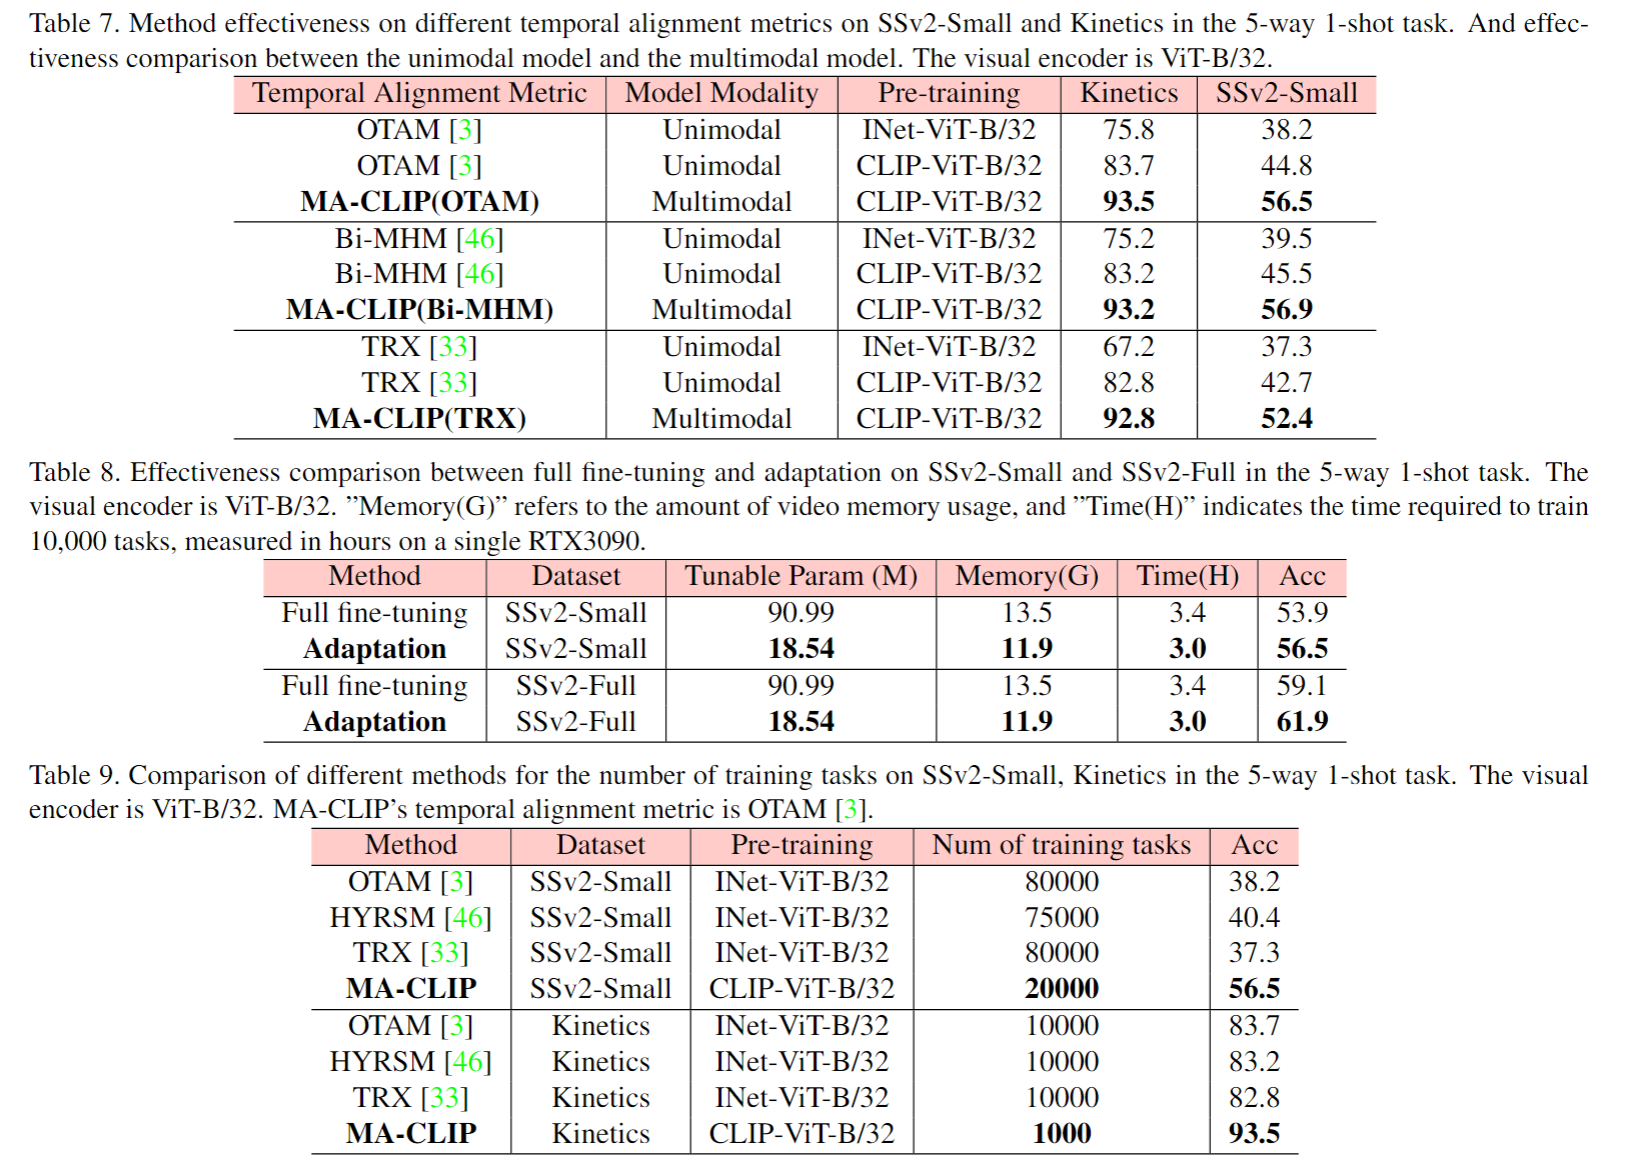 Table 7. Method effectiveness on different temporal alignment metrics on SSv2-Small and Kinetics in the 5-way 1-shot task. And effec-
tiveness comparison between the unimodal model and the multimodal model. The visual encoder is ViT-B/32.
Temporal Alignment Metric Model Modality Pre-training Kinetics SSv2-Small
OTAM [3] Unimodal INet-ViT-B/32 75.8 38.2
OTAM [3] Unimodal CLIP-ViT-B/32 83.7 44.8
MA-CLIP(OTAM) Multimodal CLIP-ViT-B/32 93.5 56.5
Bi-MHM [46] Unimodal INet-ViT-B/32 75.2 39.5
Bi-MHM [46] Unimodal CLIP-ViT-B/32 83.2 45.5
MA-CLIP(Bi-MHM) Multimodal CLIP-ViT-B/32 93.2 56.9
TRX [33] Unimodal INet-ViT-B/32 67.2 37.3
TRX [33] Unimodal CLIP-ViT-B/32 82.8 42.7
MA-CLIP(TRX) Multimodal CLIP-ViT-B/32 92.8 52.4
Table 8. Effectiveness comparison between full fine-tuning and adaptation on SSv2-Small and SSv2-Full in the 5-way 1-shot task. The
visual encoder is ViT-B/32. ”Memory(G)” refers to the amount of video memory usage, and ”Time(H)” indicates the time required to train
10,000 tasks, measured in hours on a single RTX3090.
Method Dataset Tunable Param (M) Memory(G) Time(H) Acc
Full fine-tuning SSv2-Small 90.99 13.5 3.4 53.9
Adaptation SSv2-Small 18.54 11.9 3.0 56.5
Full fine-tuning SSv2-Full 90.99 13.5 3.4 59.1
Adaptation SSv2-Full 18.54 11.9 3.0 61.9
Table 9. Comparison of different methods for the number of training tasks on SSv2-Small, Kinetics in the 5-way 1-shot task. The visual
encoder is ViT-B/32. MA-CLIP’s temporal alignment metric is OTAM [3].
Method Dataset Pre-training Num of training tasks Acc
OTAM [3] SSv2-Small INet-ViT-B/32 80000 38.2
HYRSM [46] SSv2-Small INet-ViT-B/32 75000 40.4
TRX [33] SSv2-Small INet-ViT-B/32 80000 37.3
MA-CLIP SSv2-Small CLIP-ViT-B/32 20000 56.5
OTAM [3] Kinetics INet-ViT-B/32 10000 83.7
HYRSM [46] Kinetics INet-ViT-B/32 10000 83.2
TRX [33] Kinetics INet-ViT-B/32 10000 82.8
MA-CLIP Kinetics CLIP-ViT-B/32 1000 93.5